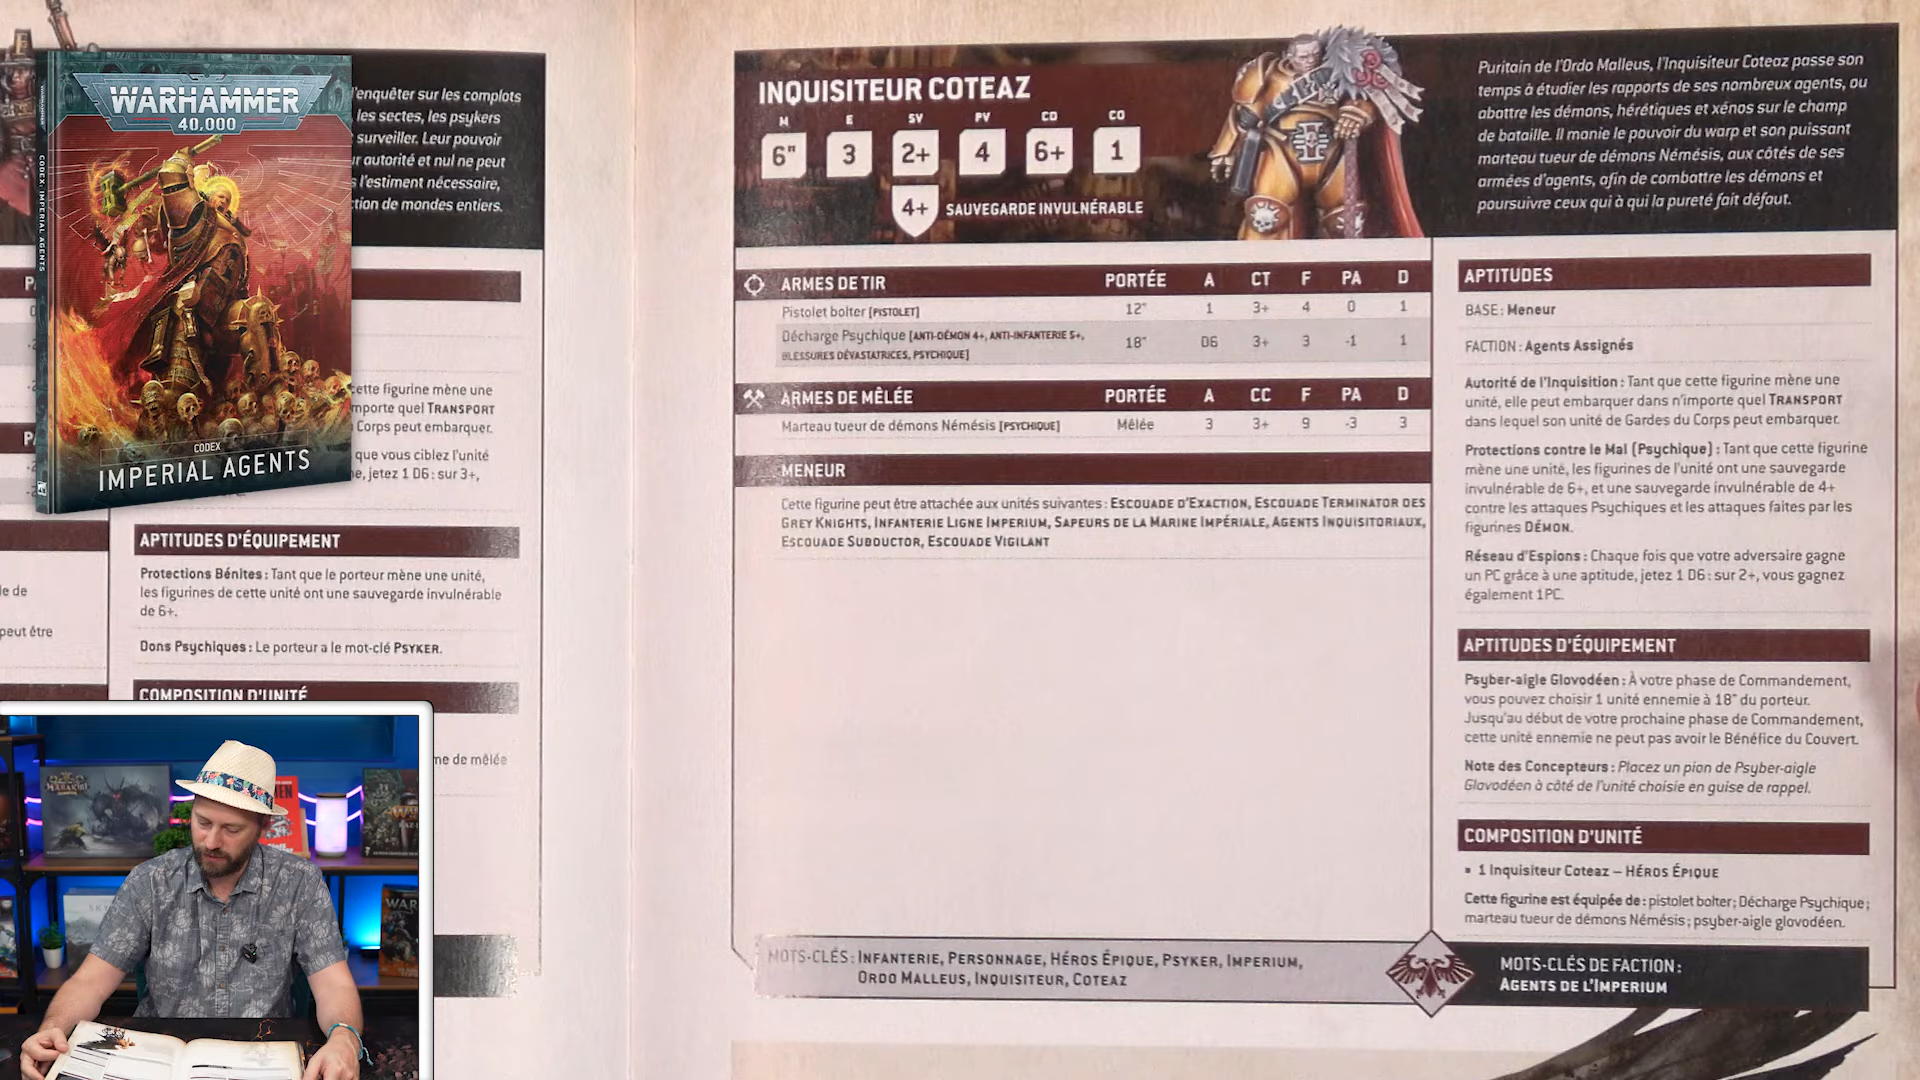 WARHAMMER
40,000
CODEX: IMPERIAL AGENTS
CODEX
IMPERIAL AGENTS
l'enquêter sur les complots
les sectes, les psykers
surveiller. Leur pouvoir
autorité et nul ne peut
l'estiment nécessaire,
ction de mondes entiers.
cette figurine mène une
importe quel TRANSPORT
Corps peut embarquer.
que vous ciblez l'unité
jetez 1 D6 : sur 3+,
APTITUDES D'ÉQUIPEMENT
Protections Bénites : Tant que le porteur mène une unité,
les figurines de cette unité ont une sauvegarde invulnérable
de 6+.
Dons Psychiques : Le porteur a le mot-clé PSYKER.
COMPOSITION D'UNITÉ
me de mêlée
de
peut être
INQUISITEUR COTEAZ
M E SV PV CD CO
6" 3 2+ 4 6+ 1
4+ SAUVEGARDE INVULNÉRABLE
Puritain de l'Ordo Malleus, l'Inquisiteur Coteaz passe son
temps à étudier les rapports de ses nombreux agents, ou
abattre les démons, hérétiques et xénos sur le champ
de bataille. Il manie le pouvoir du warp et son puissant
marteau tueur de démons Némésis, aux côtés de ses
armées d'agents, afin de combattre les démons et
poursuivre ceux qui à qui la pureté fait défaut.
ARMES DE TIR PORTÉE A CT F PA D
Pistolet bolter [PISTOLET] 12" 1 3+ 4 0 1
Décharge Psychique [ANTI-DÉMON 4+, ANTI-INFANTERIE 5+,
BLESSURES DÉVASTATRICES, PSYCHIQUE] 18" D6 3+ 3 -1 1
ARMES DE MÊLÉE PORTÉE A CC F PA D
Marteau tueur de démons Némésis [PSYCHIQUE] Mêlée 3 3+ 9 -3 3
MENEUR
Cette figurine peut être attachée aux unités suivantes : ESCOUADE D'EXACTION, ESCOUADE TERMINATOR DES
GREY KNIGHTS, INFANTERIE LIGNE IMPERIUM, SAPEURS DE LA MARINE IMPÉRIALE, AGENTS INQUISITORIAUX,
ESCOUADE SUBDUCTOR, ESCOUADE VIGILANT
APTITUDES
BASE : Meneur
FACTION : Agents Assignés
Autorité de l'Inquisition : Tant que cette figurine mène une
unité, elle peut embarquer dans n'importe quel TRANSPORT
dans lequel son unité de Gardes du Corps peut embarquer.
Protections contre le Mal (Psychique) : Tant que cette figurine
mène une unité, les figurines de l'unité ont une sauvegarde
invulnérable de 6+, et une sauvegarde invulnérable de 4+
contre les attaques Psychiques et les attaques faites par les
figurines DÉMON.
Réseau d'Espions : Chaque fois que votre adversaire gagne
un PC grâce à une aptitude, jetez 1 D6 : sur 2+, vous gagnez
également 1PC.
APTITUDES D'ÉQUIPEMENT
Psyber-aigle Glovodéen : À votre phase de Commandement,
vous pouvez choisir 1 unité ennemie à 18" du porteur.
Jusqu'au début de votre prochaine phase de Commandement,
cette unité ennemie ne peut pas avoir le Bénéfice du Couvert.
Note des Concepteurs : Placez un pion de Psyber-aigle
Glovodéen à côté de l'unité choisie en guise de rappel.
COMPOSITION D'UNITÉ
▪ 1 Inquisiteur Coteaz – HÉROS ÉPIQUE
Cette figurine est équipée de : pistolet bolter ; Décharge Psychique ;
marteau tueur de démons Némésis ; psyber-aigle glovodéen.
MOTS-CLÉS : INFANTERIE, PERSONNAGE, HÉROS ÉPIQUE, PSYKER, IMPERIUM,
ORDO MALLEUS, INQUISITEUR, COTEAZ
MOTS-CLÉS DE FACTION :
AGENTS DE L'IMPERIUM